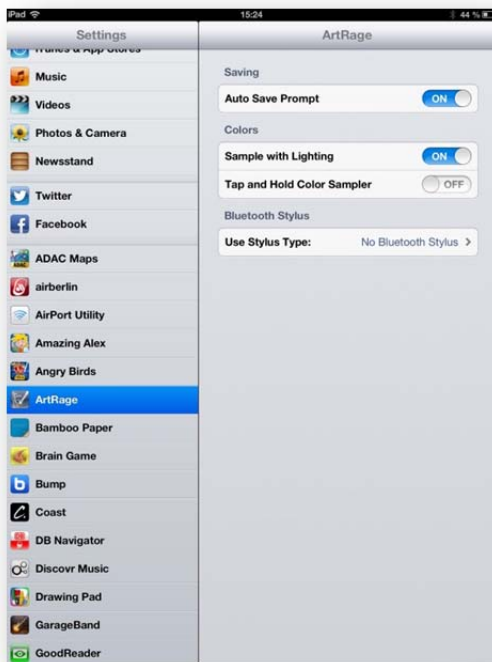 iPad 15:24 44 %
Settings
iTunes & App Stores
Music
Videos
Photos & Camera
Newsstand
Twitter
Facebook
ADAC Maps
airberlin
AirPort Utility
Amazing Alex
Angry Birds
ArtRage
Bamboo Paper
Brain Game
Bump
Coast
DB Navigator
Discovr Music
Drawing Pad
GarageBand
GoodReader
ArtRage
Saving
Auto Save Prompt ON
Colors
Sample with Lighting ON
Tap and Hold Color Sampler OFF
Bluetooth Stylus
Use Stylus Type: No Bluetooth Stylus >